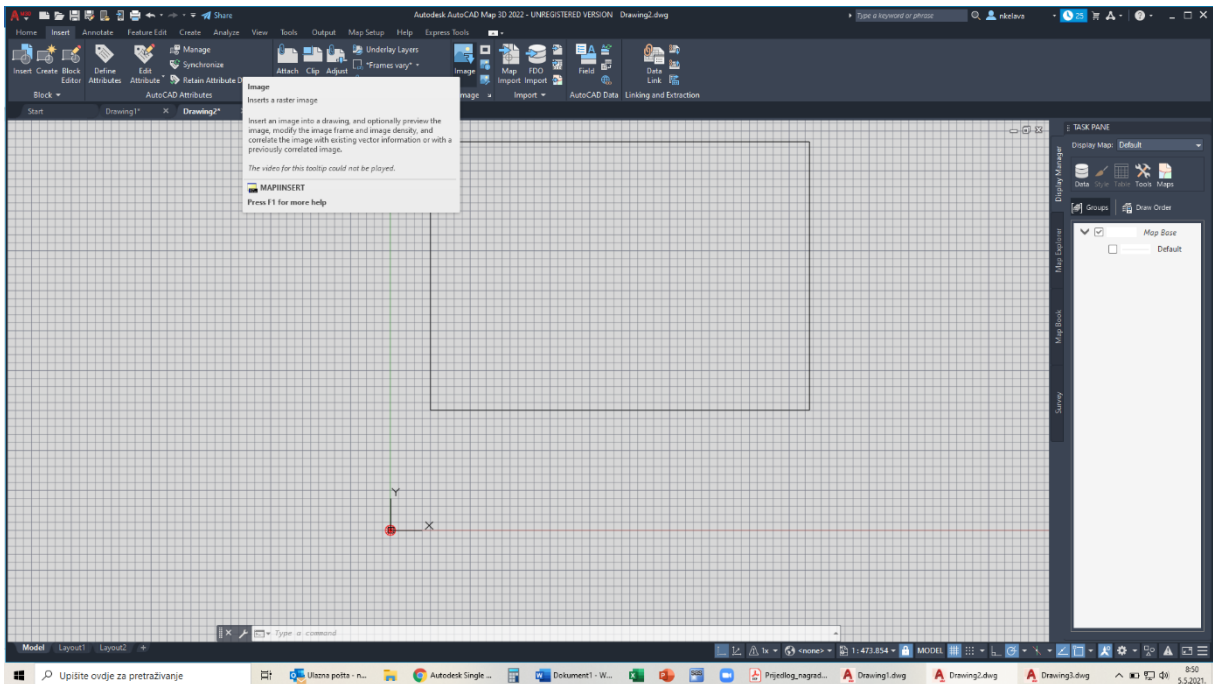 Share
Autodesk AutoCAD Map 3D 2022 - UNREGISTERED VERSION Drawing2.dwg
Type a keyword or phrase
nkelava
25
Home Insert Annotate Feature Edit Create Analyze View Tools Output Map Setup Help Express Tools
Insert Create Block Editor
Define Attributes
Edit Attribute
Manage
Synchronize
Retain Attribute D
Attach Clip Adjust
Underlay Layers
*Frames vary*
Image
Map Import
FDO Import
Field
Data Link
Block
AutoCAD Attributes
mage
Import
AutoCAD Data
Linking and Extraction
Start
Drawing1*
Drawing2*
Image
Inserts a raster image
Insert an image into a drawing, and optionally preview the
image, modify the image frame and image density, and
correlate the image with existing vector information or with a
previously correlated image.
The video for this tooltip could not be played.
MAPIINSERT
Press F1 for more help
TASK PANE
Display Map: Default
Data Style Table Tools Maps
Groups Draw Order
Map Base
Default
Display Manager
Map Explorer
Map Book
Survey
Y
X
Type a command
Model Layout1 Layout2 +
1x
<none>
1:473.854
MODEL
Upišite ovdje za pretraživanje
Ulazna pošta - n...
Autodesk Single ...
Dokument1 - W...
Prijedlog_nagrad...
Drawing1.dwg
Drawing2.dwg
Drawing3.dwg
8:50
5.5.2021.